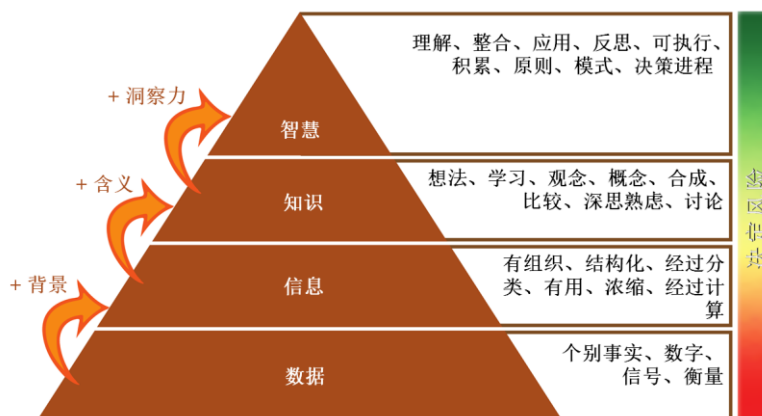 理解、整合、应用、反思、可执行、
积累、原则、模式、决策进程
+ 洞察力
智慧
想法、学习、观念、概念、合成、
比较、深思熟虑、讨论
+ 含义
知识
有组织、结构化、经过分
类、有用、浓缩、经过计
算
+ 背景
信息
个别事实、数字、
信号、衡量
数据